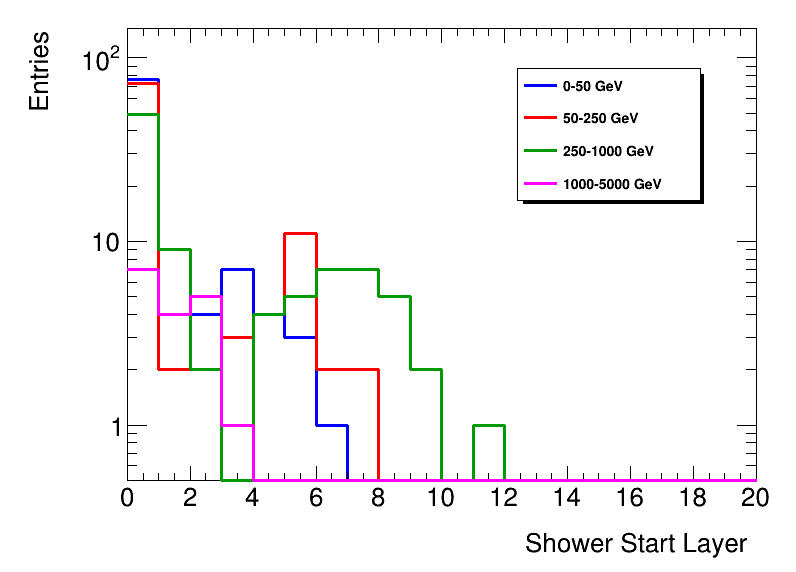 Entries
10²
10
1
0-50 GeV
50-250 GeV
250-1000 GeV
1000-5000 GeV
0 2 4 6 8 10 12 14 16 18 20
Shower Start Layer